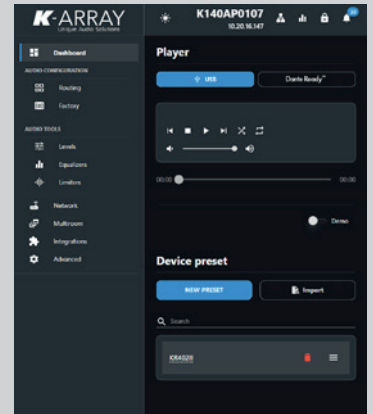 K-ARRAY
Unique Audio Solutions
K140AP0107
10.20.16.147
Dashboard
AUDIO CONFIGURATION
Routing
Factory
AUDIO TOOLS
Levels
Equalizers
Limiters
Network
Multiroom
Integrations
Advanced
Player
USB
Dante Ready™
00:00
00:00
Demo
Device preset
NEW PRESET
Import
Search